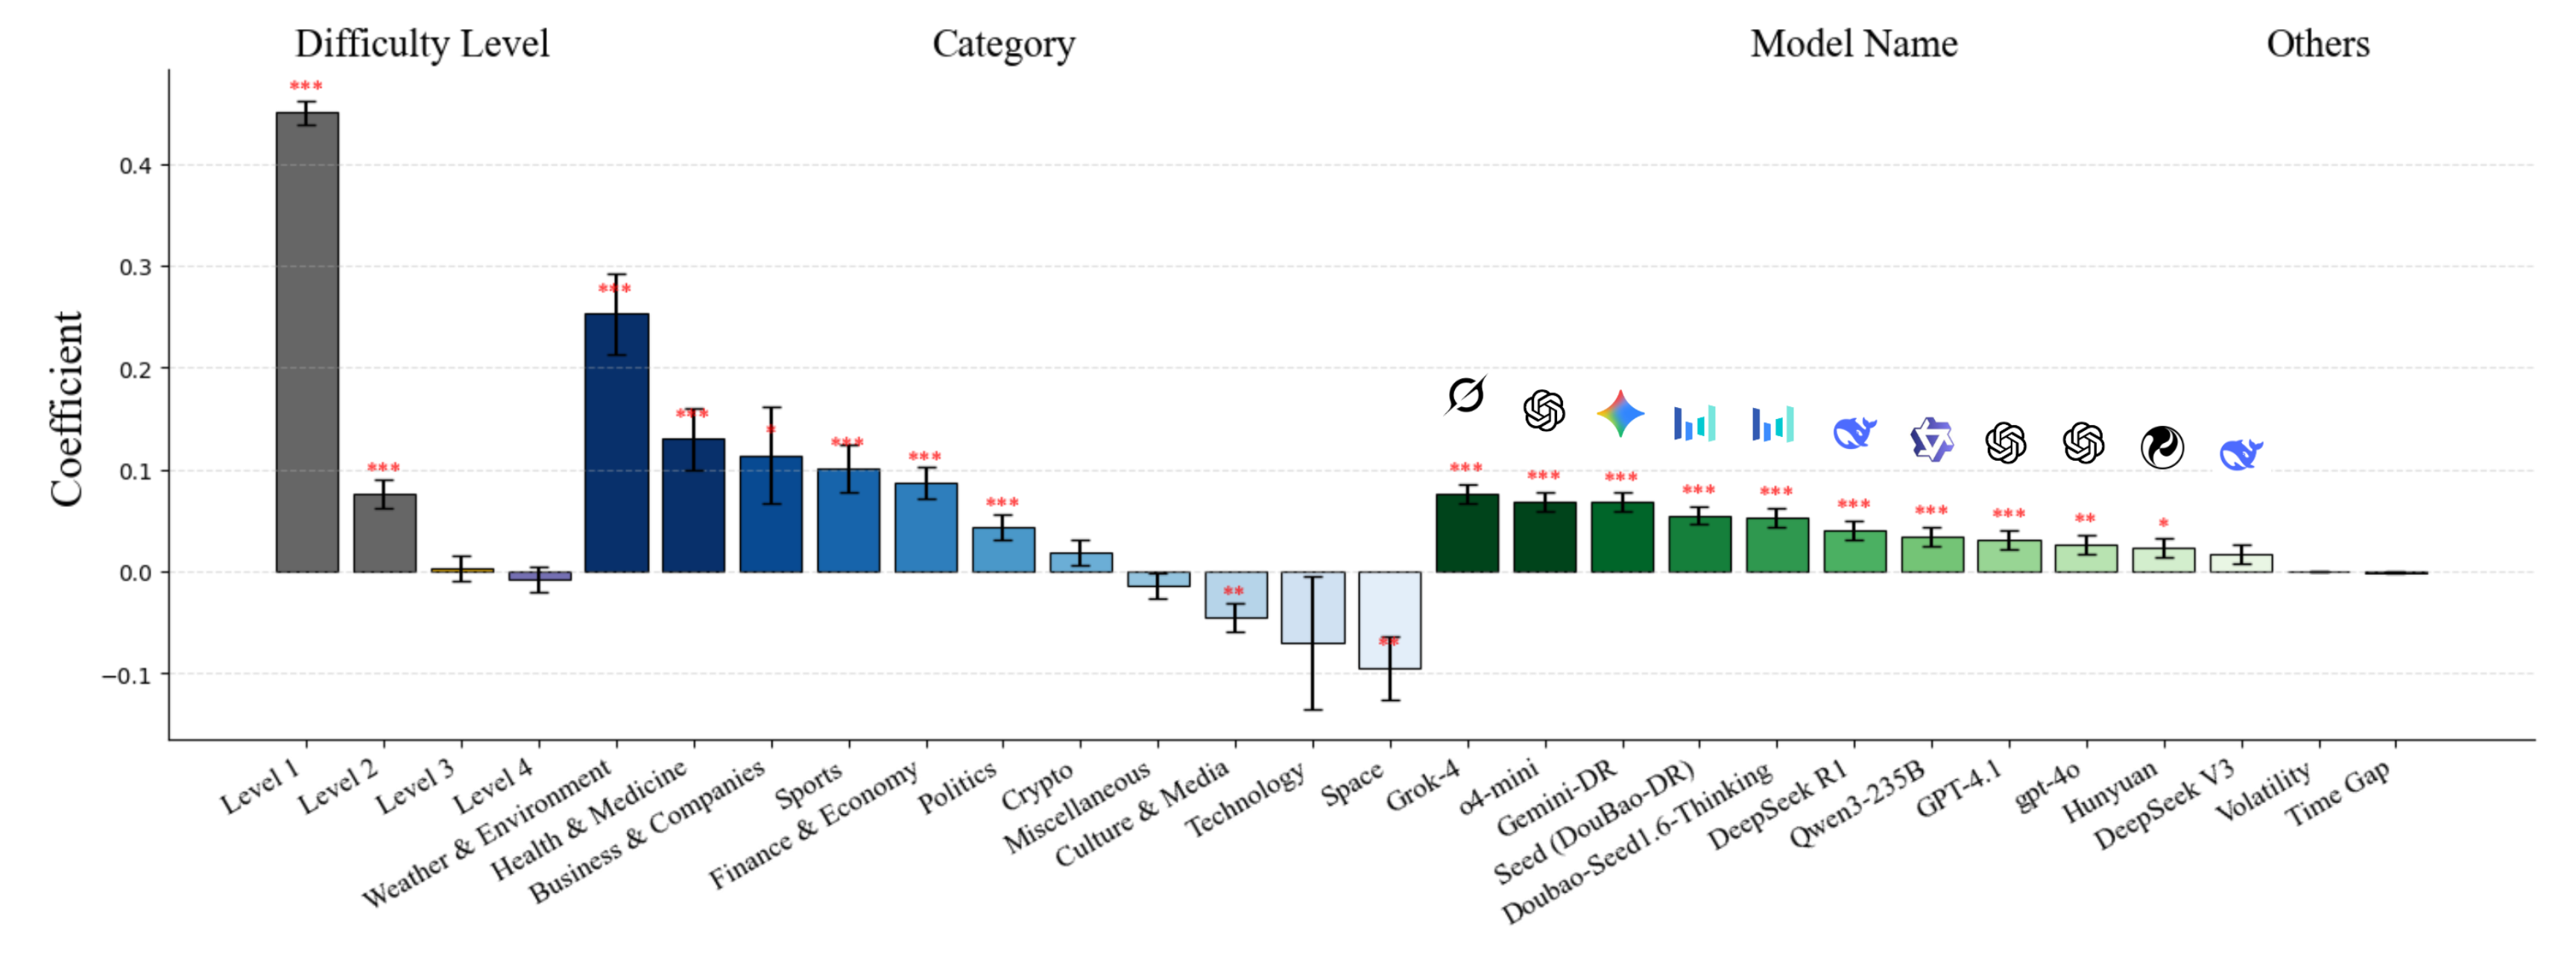 Difficulty Level Category Model Name Others
Coefficient
0.4
0.3
0.2
0.1
0.0
−0.1
***
***
***
***
*
***
***
***
**
**
***
***
***
***
***
***
***
***
**
*
Level 1
Level 2
Level 3
Level 4
Weather & Environment
Health & Medicine
Business & Companies
Sports
Finance & Economy
Politics
Crypto
Miscellaneous
Culture & Media
Technology
Space
Grok-4
o4-mini
Gemini-DR
Seed (DouBao-DR)
Doubao-Seed1.6-Thinking
DeepSeek R1
Qwen3-235B
GPT-4.1
gpt-4o
Hunyuan
DeepSeek V3
Volatility
Time Gap